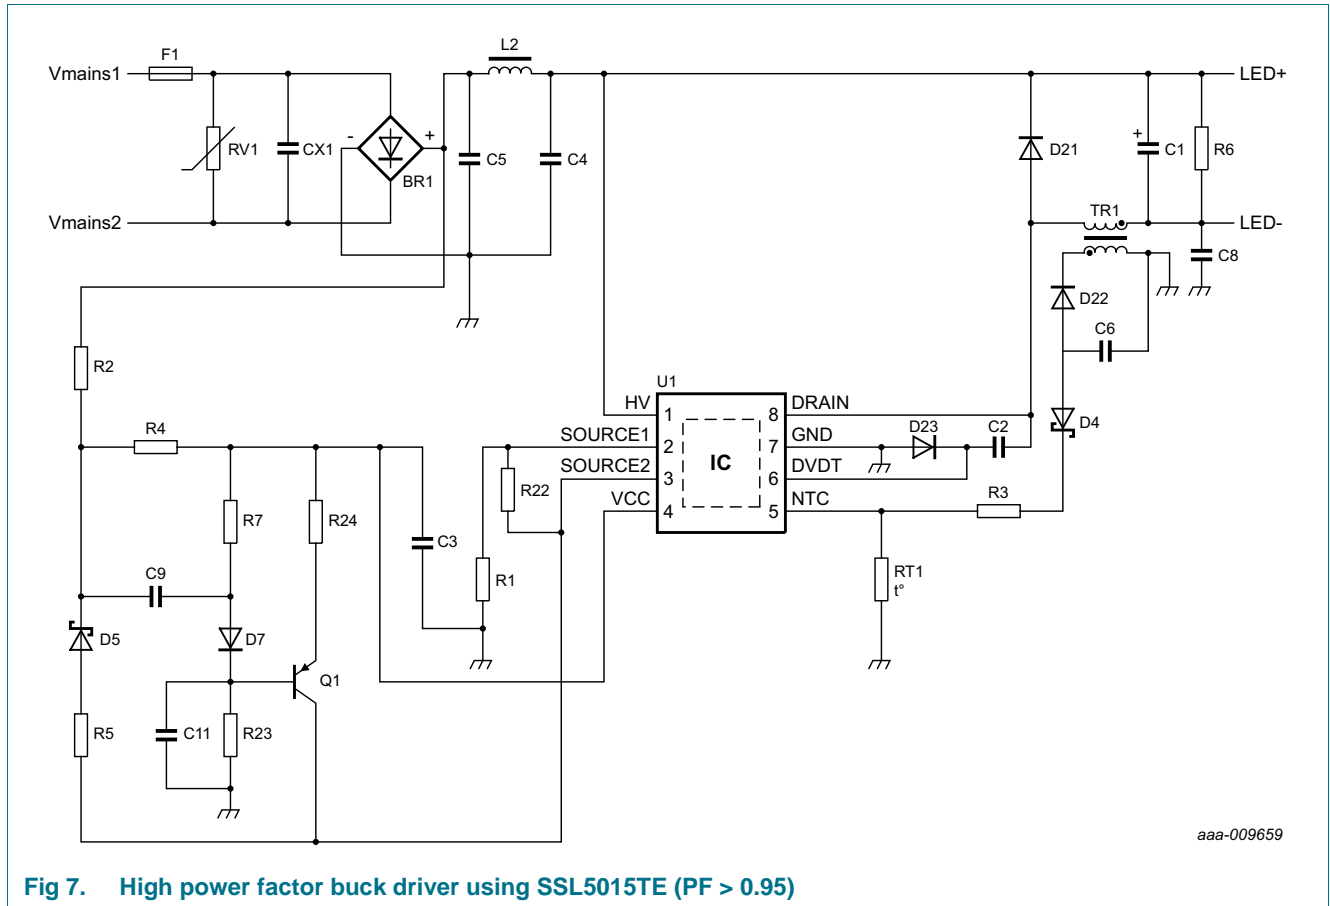 F1
L2
Vmains1
LED+
RV1
CX1
-
+
BR1
C5
C4
D21
+
C1
R6
Vmains2
TR1
LED-
C8
D22
C6
R2
U1
HV
DRAIN
1
8
D4
R4
SOURCE1
GND
D23
C2
2
7
IC
SOURCE2
DVDT
3
6
R22
VCC
NTC
R3
4
5
R7
R24
C3
C9
R1
RT1
t°
D5
D7
Q1
R5
C11
R23
aaa-009659
Fig 7. High power factor buck driver using SSL5015TE (PF > 0.95)